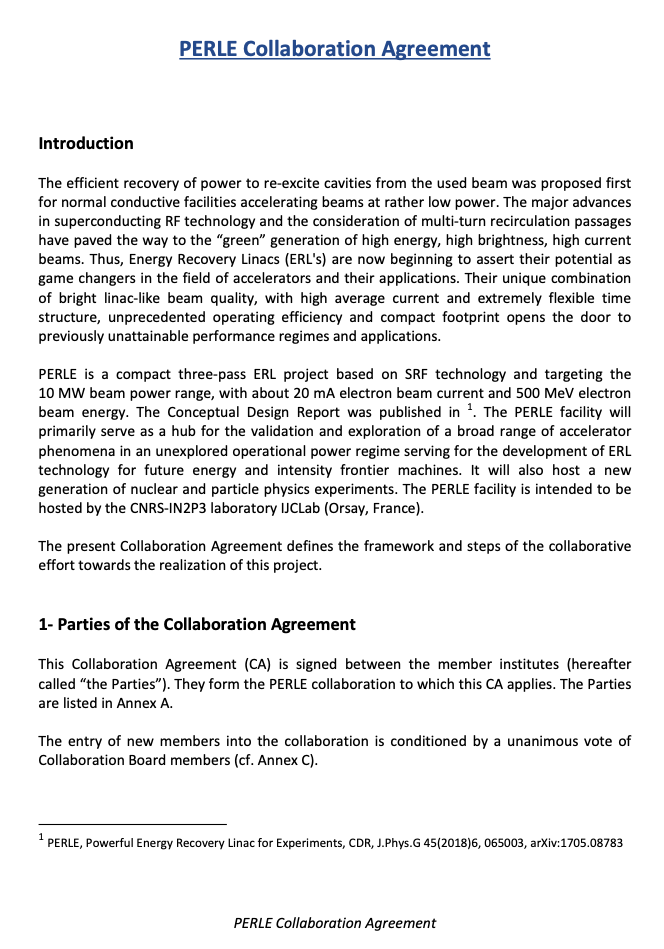 PERLE Collaboration Agreement
Introduction
The efficient recovery of power to re-excite cavities from the used beam was proposed first
for normal conductive facilities accelerating beams at rather low power. The major advances
in superconducting RF technology and the consideration of multi-turn recirculation passages
have paved the way to the “green” generation of high energy, high brightness, high current
beams. Thus, Energy Recovery Linacs (ERL's) are now beginning to assert their potential as
game changers in the field of accelerators and their applications. Their unique combination
of bright linac-like beam quality, with high average current and extremely flexible time
structure, unprecedented operating efficiency and compact footprint opens the door to
previously unattainable performance regimes and applications.
PERLE is a compact three-pass ERL project based on SRF technology and targeting the
10 MW beam power range, with about 20 mA electron beam current and 500 MeV electron
beam energy. The Conceptual Design Report was published in 1. The PERLE facility will
primarily serve as a hub for the validation and exploration of a broad range of accelerator
phenomena in an unexplored operational power regime serving for the development of ERL
technology for future energy and intensity frontier machines. It will also host a new
generation of nuclear and particle physics experiments. The PERLE facility is intended to be
hosted by the CNRS-IN2P3 laboratory IJCLab (Orsay, France).
The present Collaboration Agreement defines the framework and steps of the collaborative
effort towards the realization of this project.
1- Parties of the Collaboration Agreement
This Collaboration Agreement (CA) is signed between the member institutes (hereafter
called “the Parties”). They form the PERLE collaboration to which this CA applies. The Parties
are listed in Annex A.
The entry of new members into the collaboration is conditioned by a unanimous vote of
Collaboration Board members (cf. Annex C).
1 PERLE, Powerful Energy Recovery Linac for Experiments, CDR, J.Phys.G 45(2018)6, 065003, arXiv:1705.08783
PERLE Collaboration Agreement